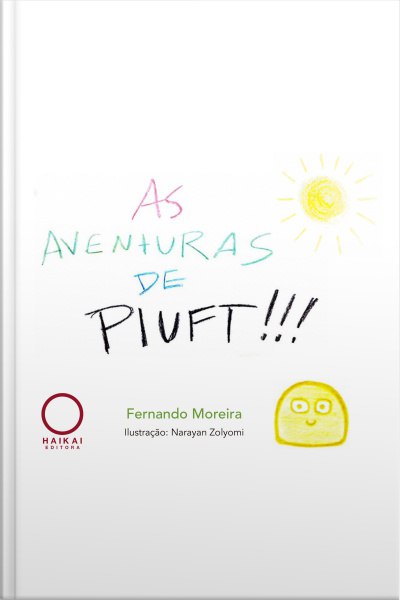 AS
AVENTURAS
DE
PIUFT!!!
Fernando Moreira
Ilustração: Narayan Zolyomi
HAIKAI
EDITORA